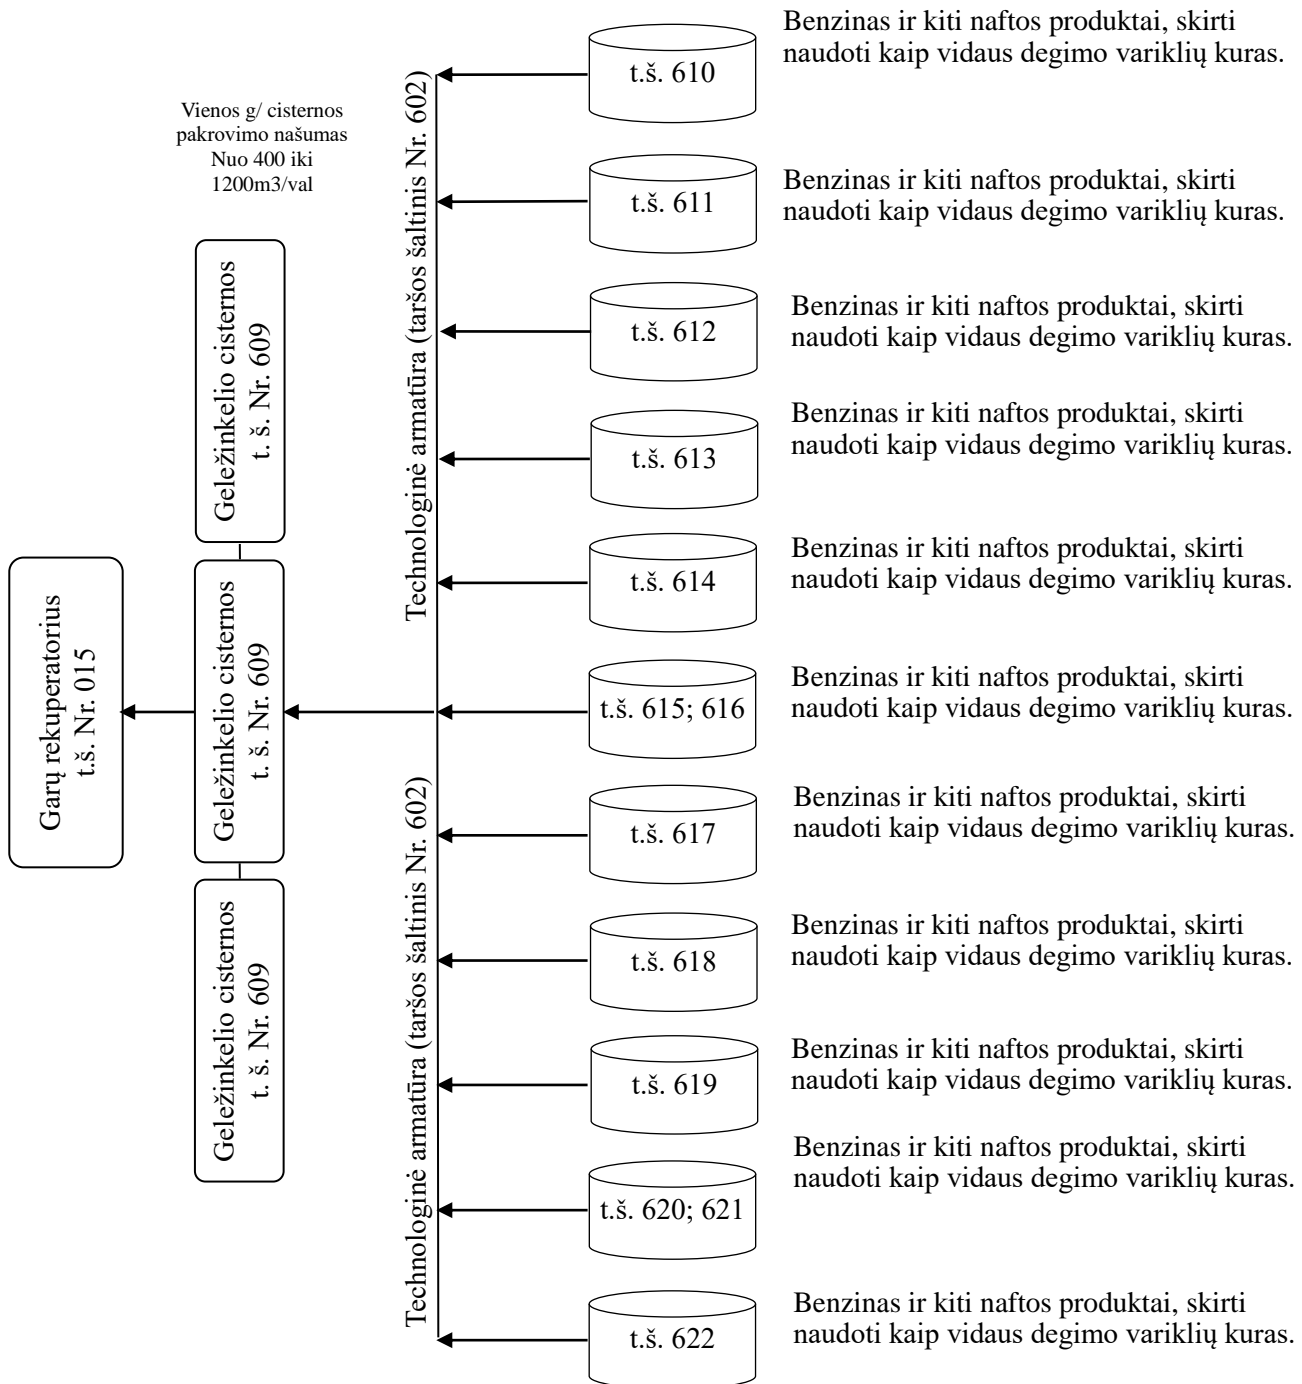 Benzinas ir kiti naftos produktai, skirti
naudoti kaip vidaus degimo variklių kuras.
t.š. 610
Vienos g/ cisternos
pakrovimo našumas
Nuo 400 iki
1200m3/val
Technologinė armatūra (taršos šaltinis Nr. 602)
Benzinas ir kiti naftos produktai, skirti
naudoti kaip vidaus degimo variklių kuras.
t.š. 611
Geležinkelio cisternos
t. š. Nr. 609
Benzinas ir kiti naftos produktai, skirti
naudoti kaip vidaus degimo variklių kuras.
t.š. 612
Benzinas ir kiti naftos produktai, skirti
naudoti kaip vidaus degimo variklių kuras.
t.š. 613
Benzinas ir kiti naftos produktai, skirti
naudoti kaip vidaus degimo variklių kuras.
t.š. 614
Garų rekuperatorius
t.š. Nr. 015
Geležinkelio cisternos
t. š. Nr. 609
Benzinas ir kiti naftos produktai, skirti
naudoti kaip vidaus degimo variklių kuras.
t.š. 615; 616
Technologinė armatūra (taršos šaltinis Nr. 602)
Benzinas ir kiti naftos produktai, skirti
naudoti kaip vidaus degimo variklių kuras.
t.š. 617
Geležinkelio cisternos
t. š. Nr. 609
Benzinas ir kiti naftos produktai, skirti
naudoti kaip vidaus degimo variklių kuras.
t.š. 618
Benzinas ir kiti naftos produktai, skirti
naudoti kaip vidaus degimo variklių kuras.
t.š. 619
Benzinas ir kiti naftos produktai, skirti
naudoti kaip vidaus degimo variklių kuras.
t.š. 620; 621
Benzinas ir kiti naftos produktai, skirti
naudoti kaip vidaus degimo variklių kuras.
t.š. 622